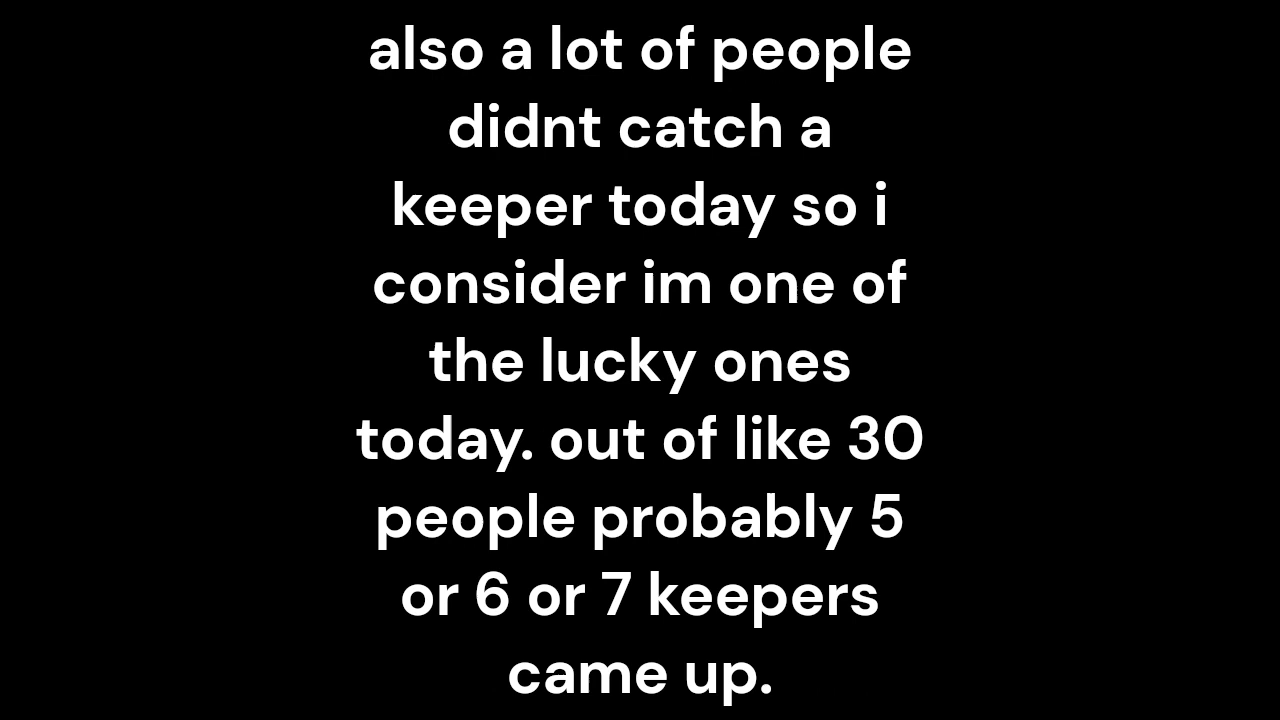 also a lot of people
didnt catch a
keeper today so i
consider im one of
the lucky ones
today. out of like 30
people probably 5
or 6 or 7 keepers
came up.